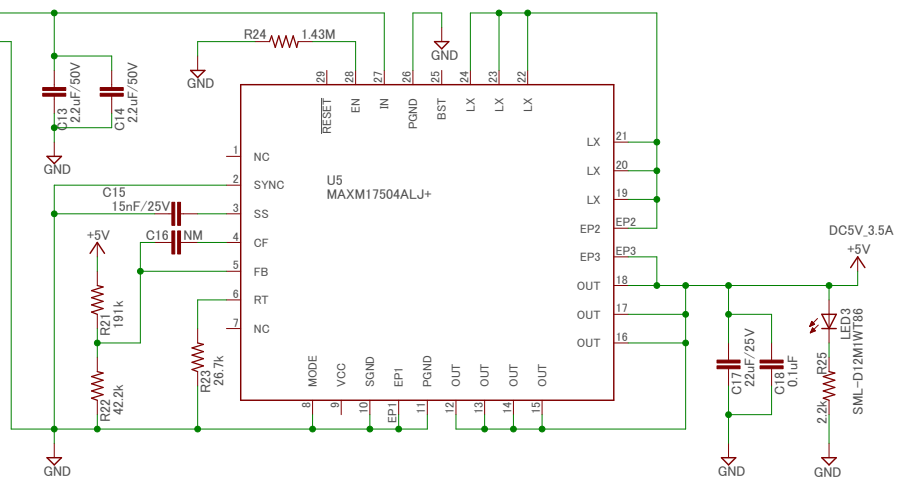 R24
1.43M
GND
GND
C13
2.2uF/50V
C14
2.2uF/50V
GND
29
28
27
26
25
24
23
22
RESET
EN
IN
PGND
BST
LX
LX
LX
U5
MAXM17504ALJ+
1
NC
2
SYNC
3
SS
4
CF
5
FB
6
RT
7
NC
LX
21
LX
20
LX
19
EP2
EP2
EP3
EP3
OUT
18
OUT
17
OUT
16
C15
15nF/25V
C16
NM
+5V
R21
191k
R22
42.2k
R23
26.7k
MODE
VCC
SGND
EP1
PGND
OUT
OUT
OUT
OUT
8
9
10
EP1
11
12
13
14
15
GND
DC5V_3.5A
+5V
C17
22uF/25V
C18
0.1uF
LED3
SML-D12M1WT86
R25
2.2k
GND
GND